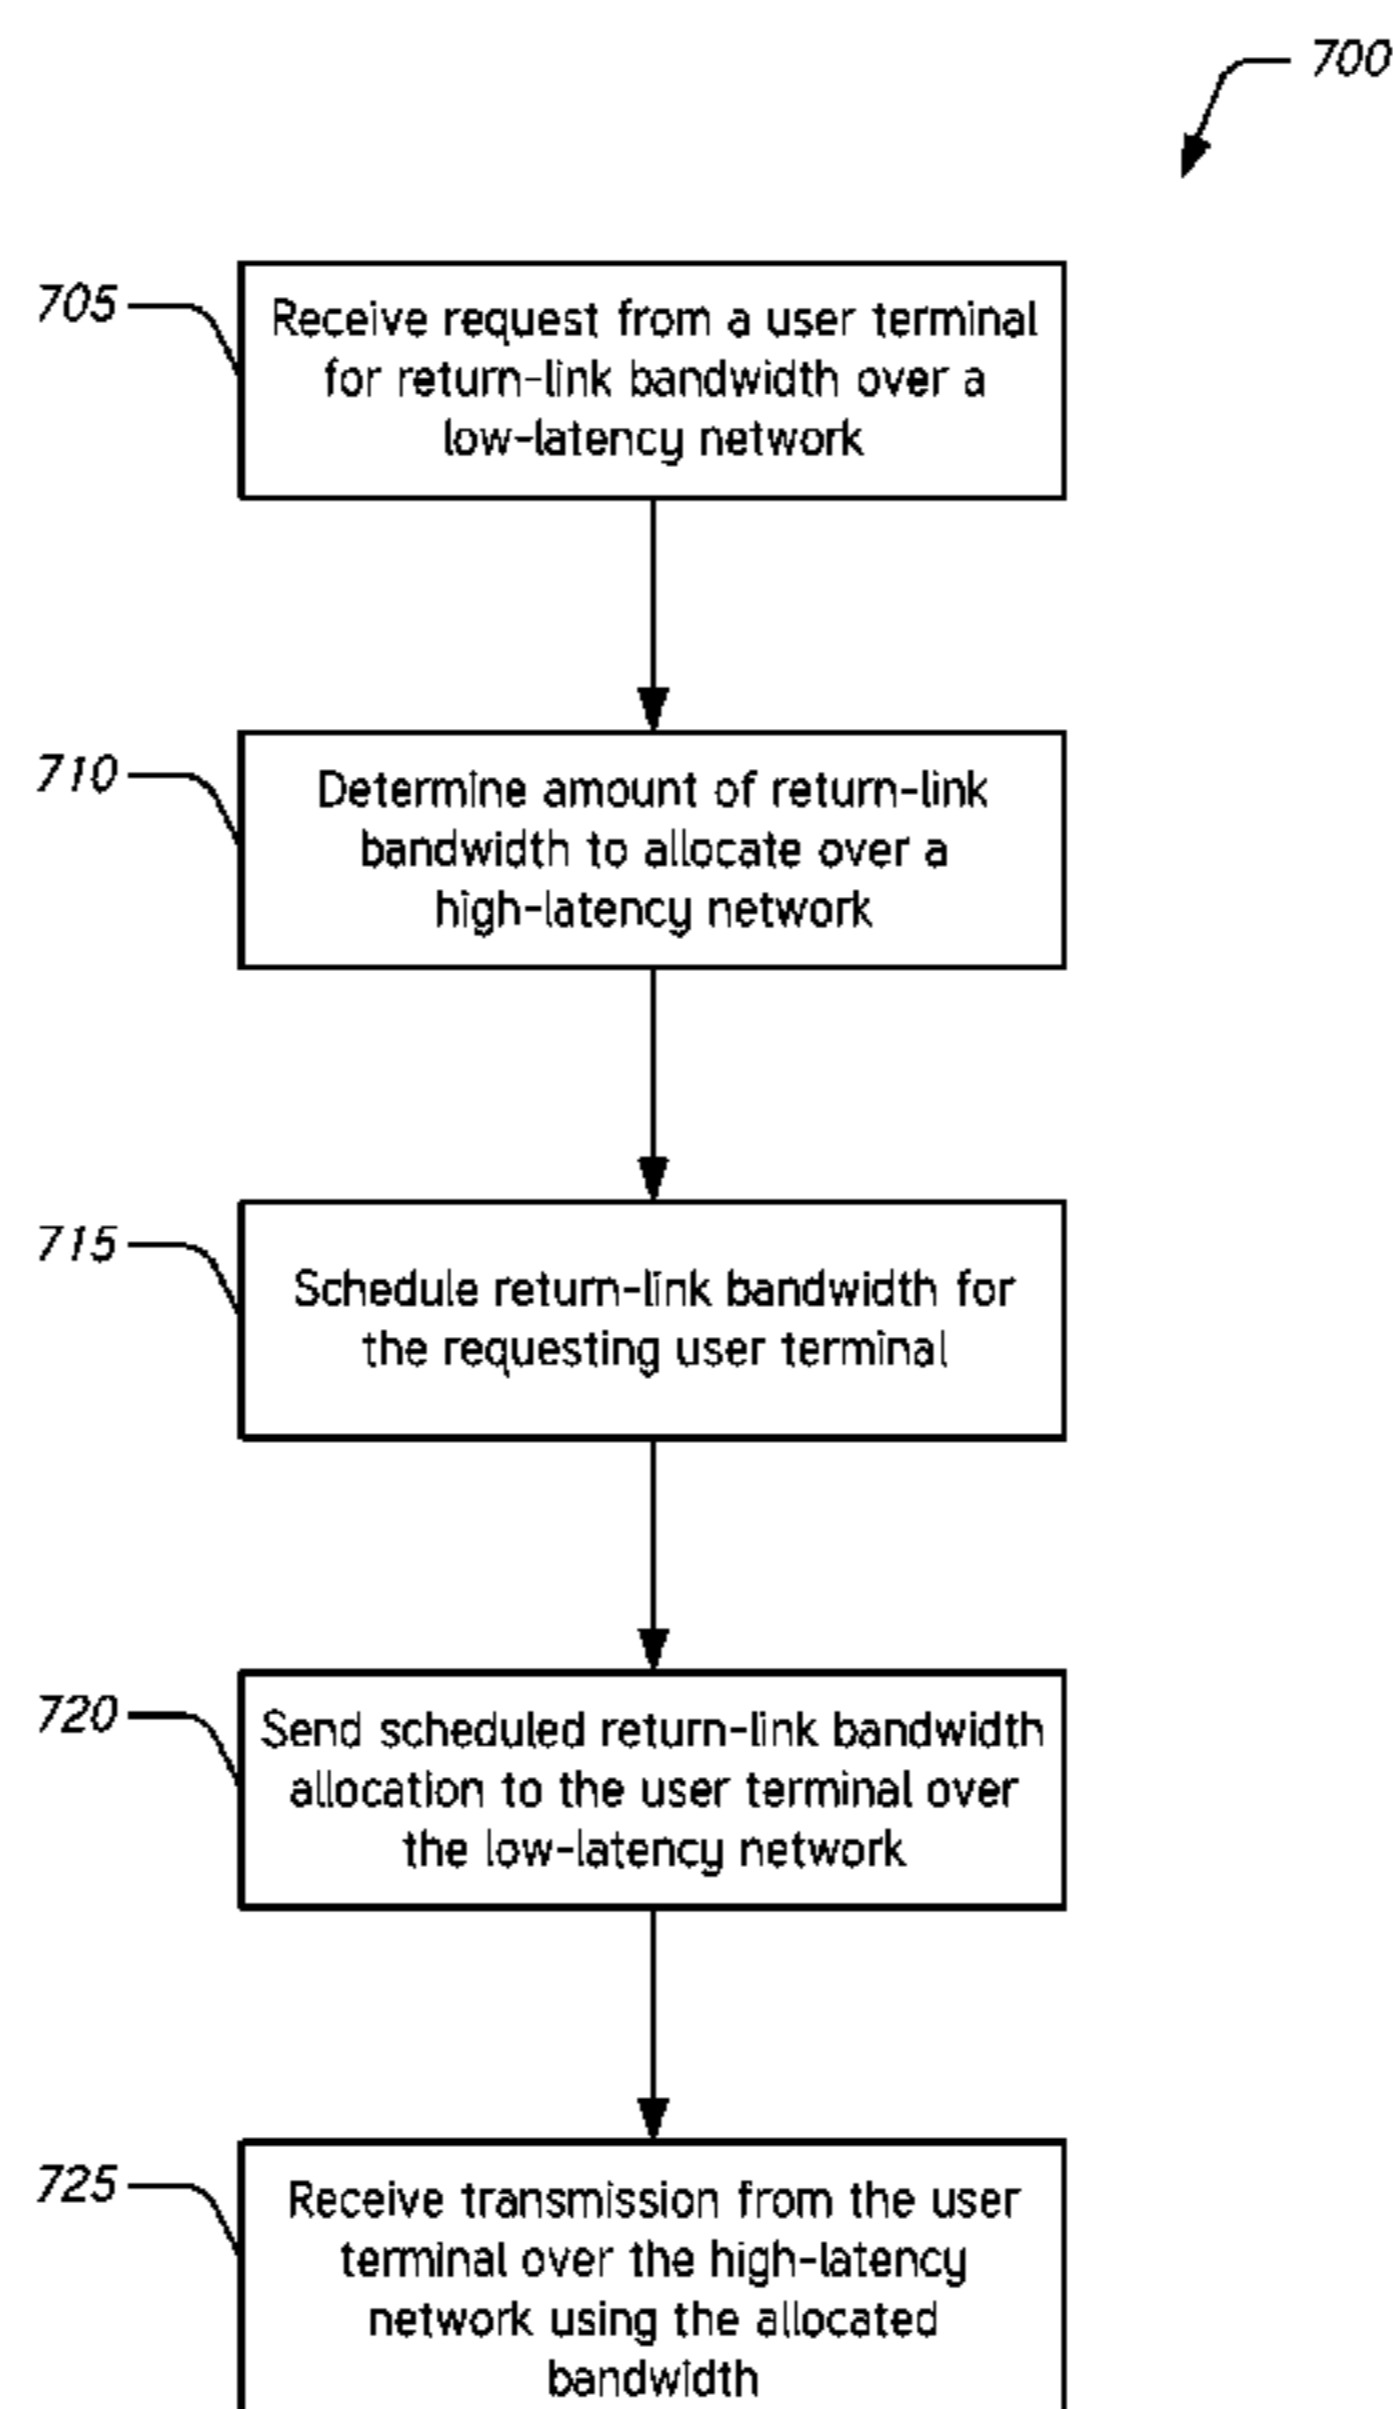 700
705
Receive request from a user terminal
for return-link bandwidth over a
low-latency network
710
Determine amount of return-link
bandwidth to allocate over a
high-latency network
715
Schedule return-link bandwidth for
the requesting user terminal
720
Send scheduled return-link bandwidth
allocation to the user terminal over
the low-latency network
725
Receive transmission from the user
terminal over the high-latency
network using the allocated
bandwidth